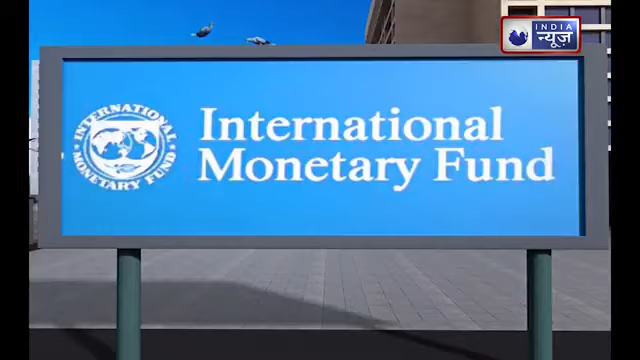 INDIA
न्यूज़
INTERNATIONAL
MONETARY FUND
International
Monetary Fund